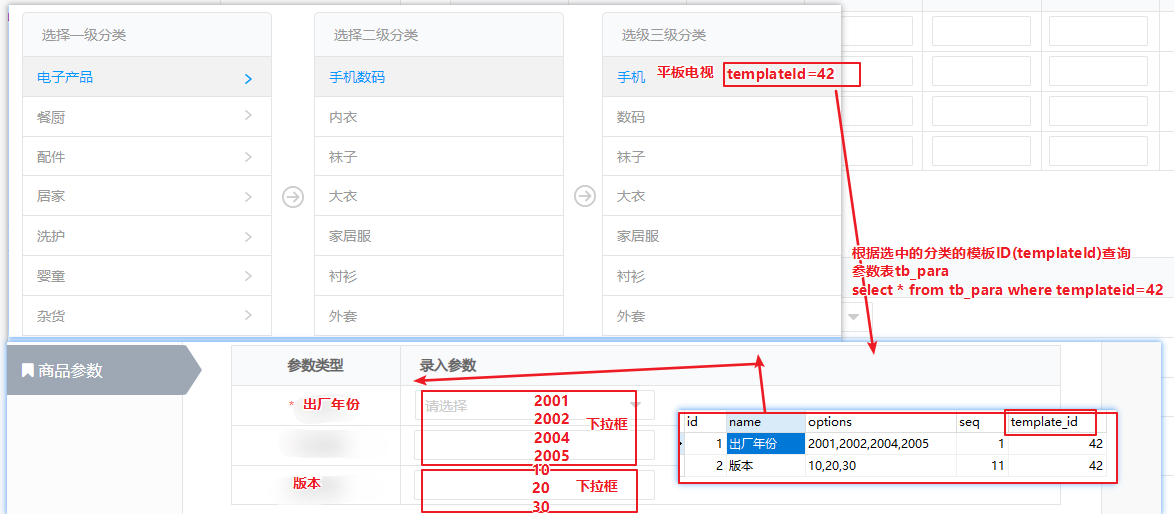 选择一级分类
选择二级分类
选级三级分类
电子产品
手机数码
手机
平板电视
templateId=42
餐厨
内衣
数码
配件
袜子
袜子
居家
大衣
大衣
洗护
家居服
家居服
婴童
衬衫
衬衫
杂货
外套
外套
根据选中的分类的模板ID(templateId)查询
参数表tb_para
select * from tb_para where templateid=42
商品参数
参数类型
录入参数
* 出厂年份
请选择
2001
2002
2004
2005
下拉框
版本
10
20
30
下拉框
id name options seq template_id
1 出厂年份 2001,2002,2004,2005 1 42
2 版本 10,20,30 11 42